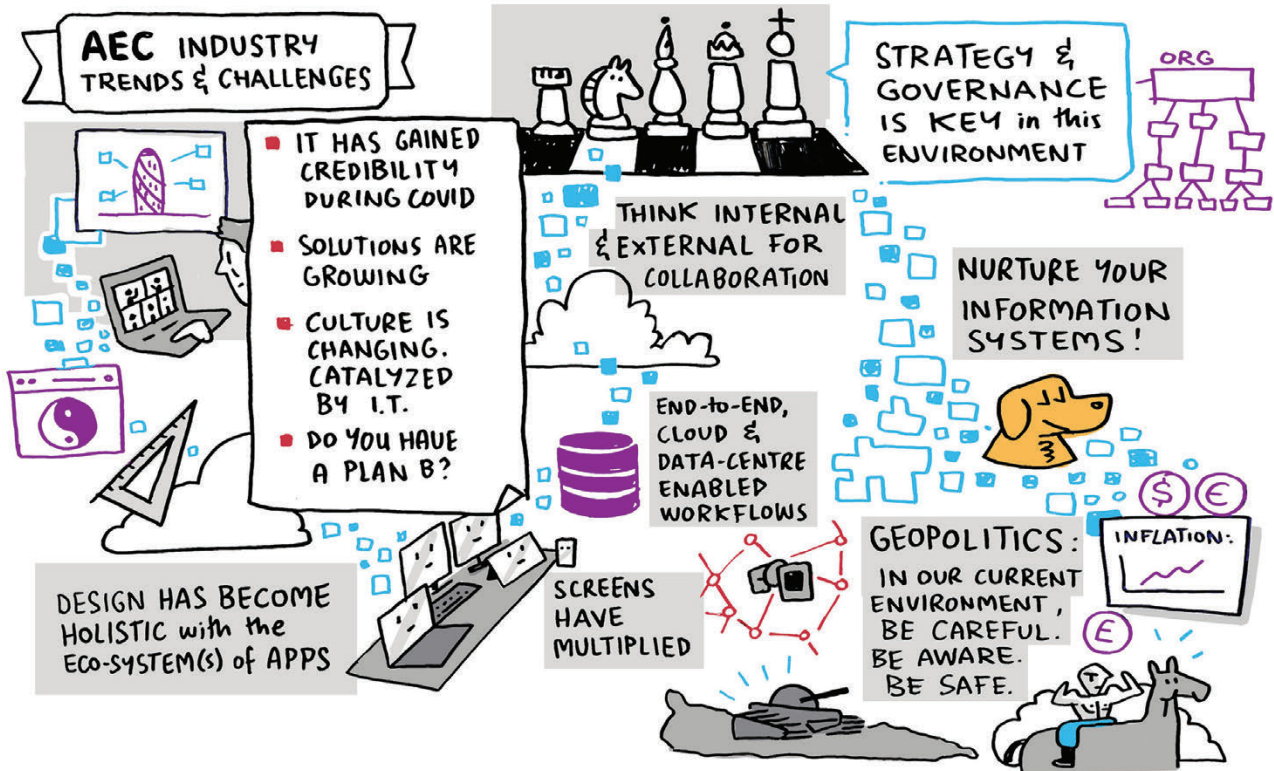 AEC INDUSTRY
TRENDS & CHALLENGES
IT HAS GAINED
CREDIBILITY
DURING COVID
SOLUTIONS ARE
GROWING
CULTURE IS
CHANGING.
CATALYZED
BY I.T.
DO YOU HAVE
A PLAN B?
STRATEGY &
GOVERNANCE
IS KEY in this
ENVIRONMENT
ORG
THINK INTERNAL
& EXTERNAL FOR
COLLABORATION
NURTURE YOUR
INFORMATION
SYSTEMS!
END-to-END,
CLOUD &
DATA-CENTRE
ENABLED
WORKFLOWS
DESIGN HAS BECOME
HOLISTIC with the
ECO-SYSTEM(S) of APPS
SCREENS
HAVE
MULTIPLIED
GEOPOLITICS:
IN OUR CURRENT
ENVIRONMENT,
BE CAREFUL.
BE AWARE.
BE SAFE.
$ €
INFLATION:
£